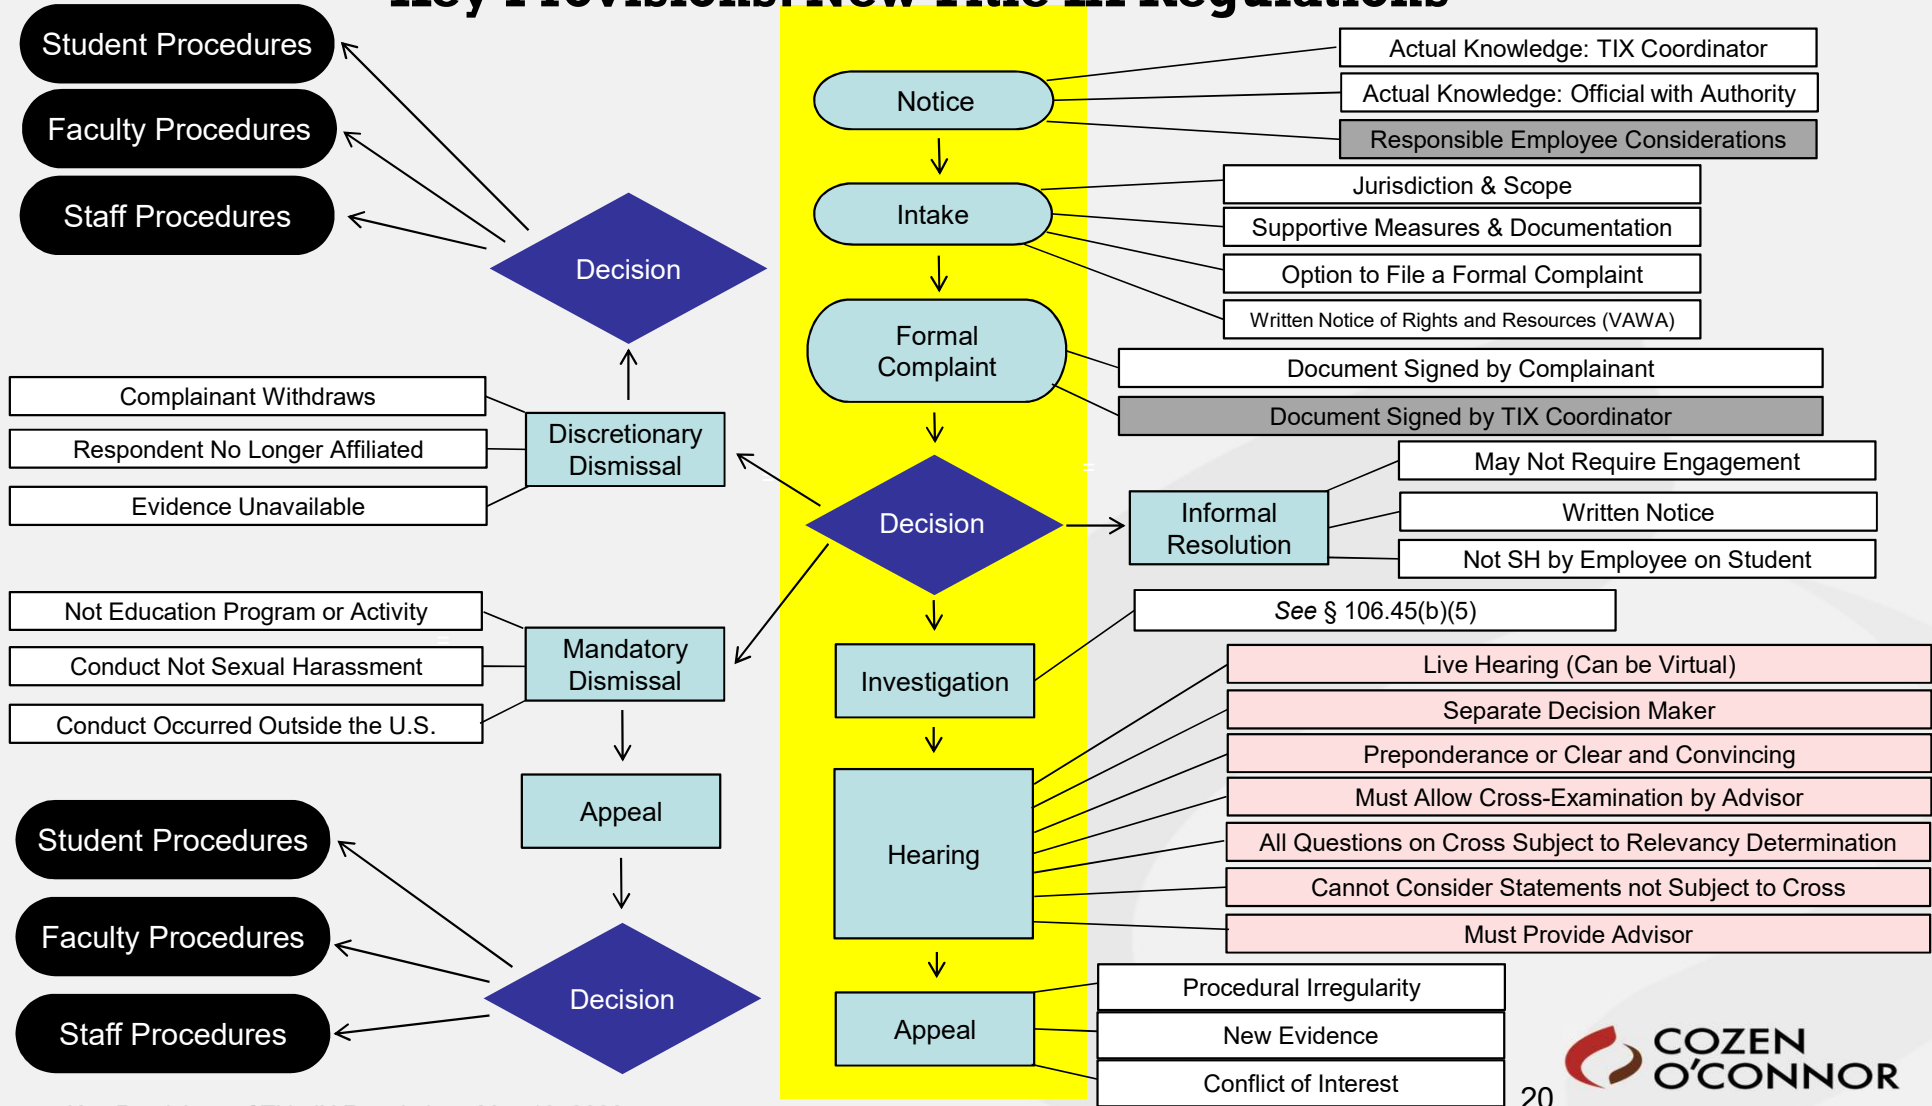 Key Provisions: New Title IX Regulations
Student Procedures
Faculty Procedures
Staff Procedures
Decision
Notice
Actual Knowledge: TIX Coordinator
Actual Knowledge: Official with Authority
Responsible Employee Considerations
Intake
Jurisdiction & Scope
Supportive Measures & Documentation
Option to File a Formal Complaint
Written Notice of Rights and Resources (VAWA)
Formal
Complaint
Document Signed by Complainant
Document Signed by TIX Coordinator
Complainant Withdraws
Respondent No Longer Affiliated
Evidence Unavailable
Discretionary
Dismissal
Decision
Informal
Resolution
May Not Require Engagement
Written Notice
Not SH by Employee on Student
Not Education Program or Activity
Conduct Not Sexual Harassment
Conduct Occurred Outside the U.S.
Mandatory
Dismissal
Investigation
See § 106.45(b)(5)
Appeal
Hearing
Live Hearing (Can be Virtual)
Separate Decision Maker
Preponderance or Clear and Convincing
Must Allow Cross-Examination by Advisor
All Questions on Cross Subject to Relevancy Determination
Cannot Consider Statements not Subject to Cross
Must Provide Advisor
Student Procedures
Faculty Procedures
Staff Procedures
Decision
Appeal
Procedural Irregularity
New Evidence
Conflict of Interest
COZEN
O'CONNOR
20